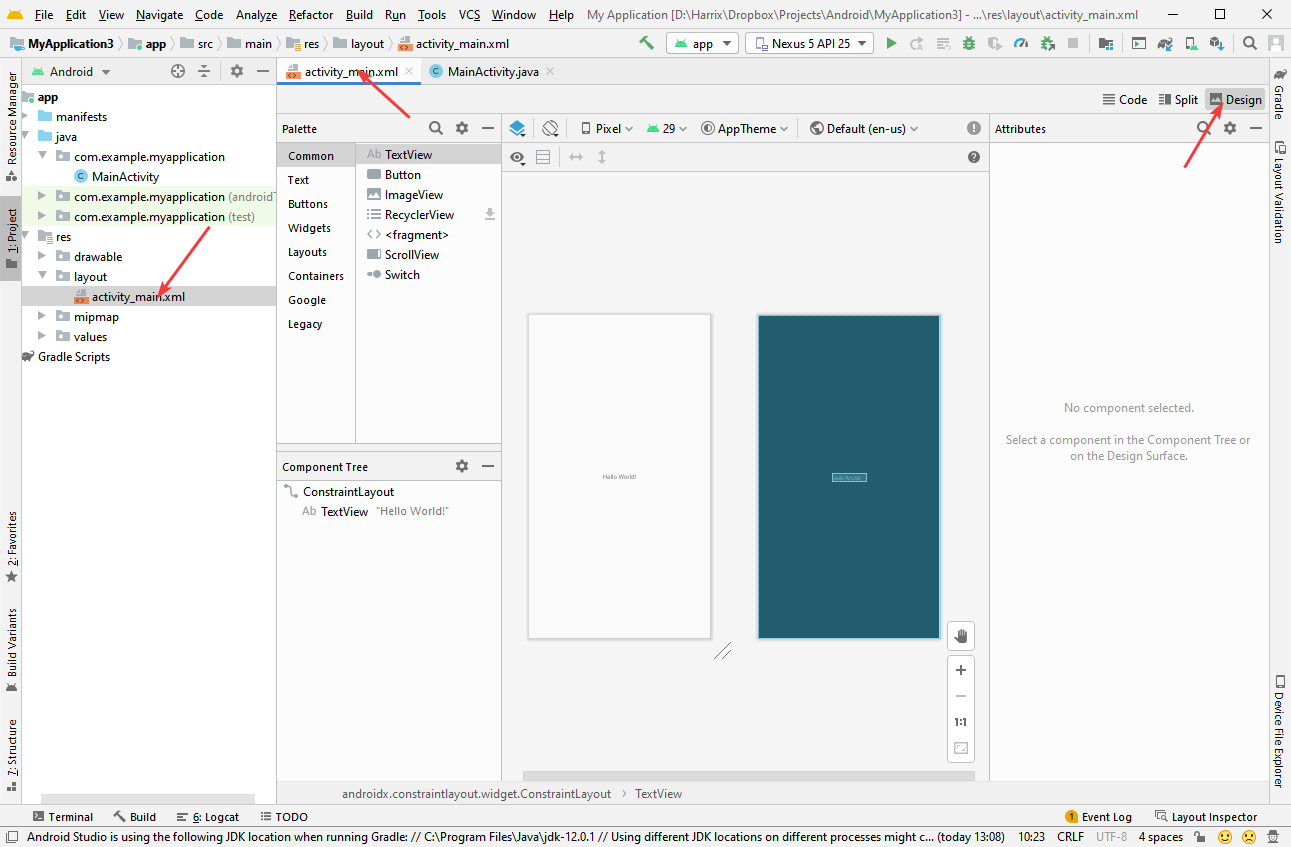 File Edit View Navigate Code Analyze Refactor Build Run Tools VCS Window Help My Application [D:\Harrix\Dropbox\Projects\Android\MyApplication3] - ...\res\layout\activity_main.xml
MyApplication3 app src main res layout activity_main.xml app Nexus 5 API 25
Android
activity_main.xml MainActivity.java
Code Split Design
Resource Manager
1: Project
2: Favorites
Build Variants
7: Structure
app
manifests
java
com.example.myapplication
MainActivity
com.example.myapplication (androidT
com.example.myapplication (test)
res
drawable
layout
activity_main.xml
mipmap
values
Gradle Scripts
Palette
Common
Text
Buttons
Widgets
Layouts
Containers
Google
Legacy
Ab TextView
Button
ImageView
RecyclerView
<fragment>
ScrollView
Switch
Component Tree
ConstraintLayout
Ab TextView "Hello World!"
Pixel 29 AppTheme Default (en-us)
Hello World!
Hello World!
1:1
Attributes
No component selected.
Select a component in the Component Tree or
on the Design Surface.
Gradle
Layout Validation
Device File Explorer
androidx.constraintlayout.widget.ConstraintLayout TextView
Terminal Build 6: Logcat TODO 1 Event Log Layout Inspector
Android Studio is using the following JDK location when running Gradle: // C:\Program Files\Java\jdk-12.0.1 // Using different JDK locations on different processes might c... (today 13:08) 10:23 CRLF UTF-8 4 spaces